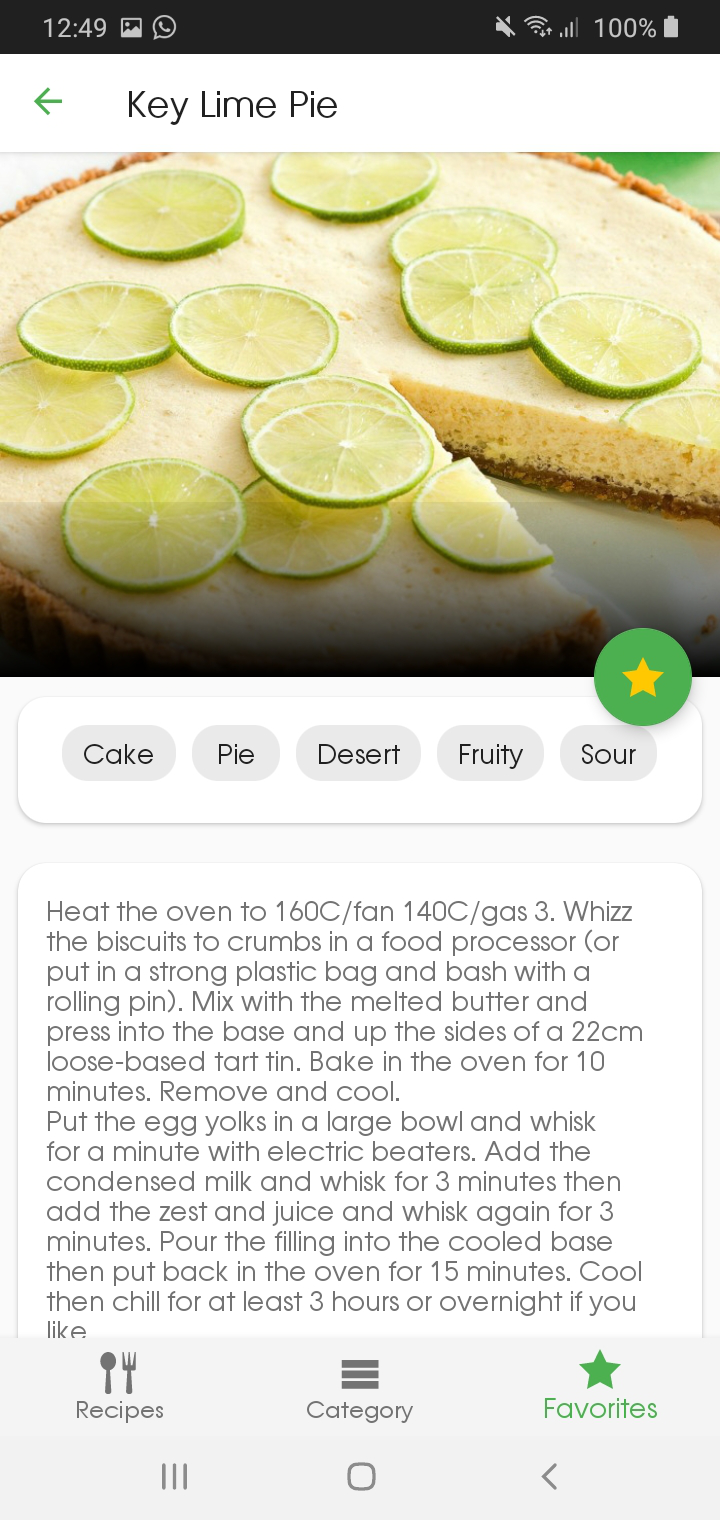 12:49
100%
Key Lime Pie
Cake Pie Desert Fruity Sour
Heat the oven to 160C/fan 140C/gas 3. Whizz
the biscuits to crumbs in a food processor (or
put in a strong plastic bag and bash with a
rolling pin). Mix with the melted butter and
press into the base and up the sides of a 22cm
loose-based tart tin. Bake in the oven for 10
minutes. Remove and cool.
Put the egg yolks in a large bowl and whisk
for a minute with electric beaters. Add the
condensed milk and whisk for 3 minutes then
add the zest and juice and whisk again for 3
minutes. Pour the filling into the cooled base
then put back in the oven for 15 minutes. Cool
then chill for at least 3 hours or overnight if you
like
Recipes Category Favorites